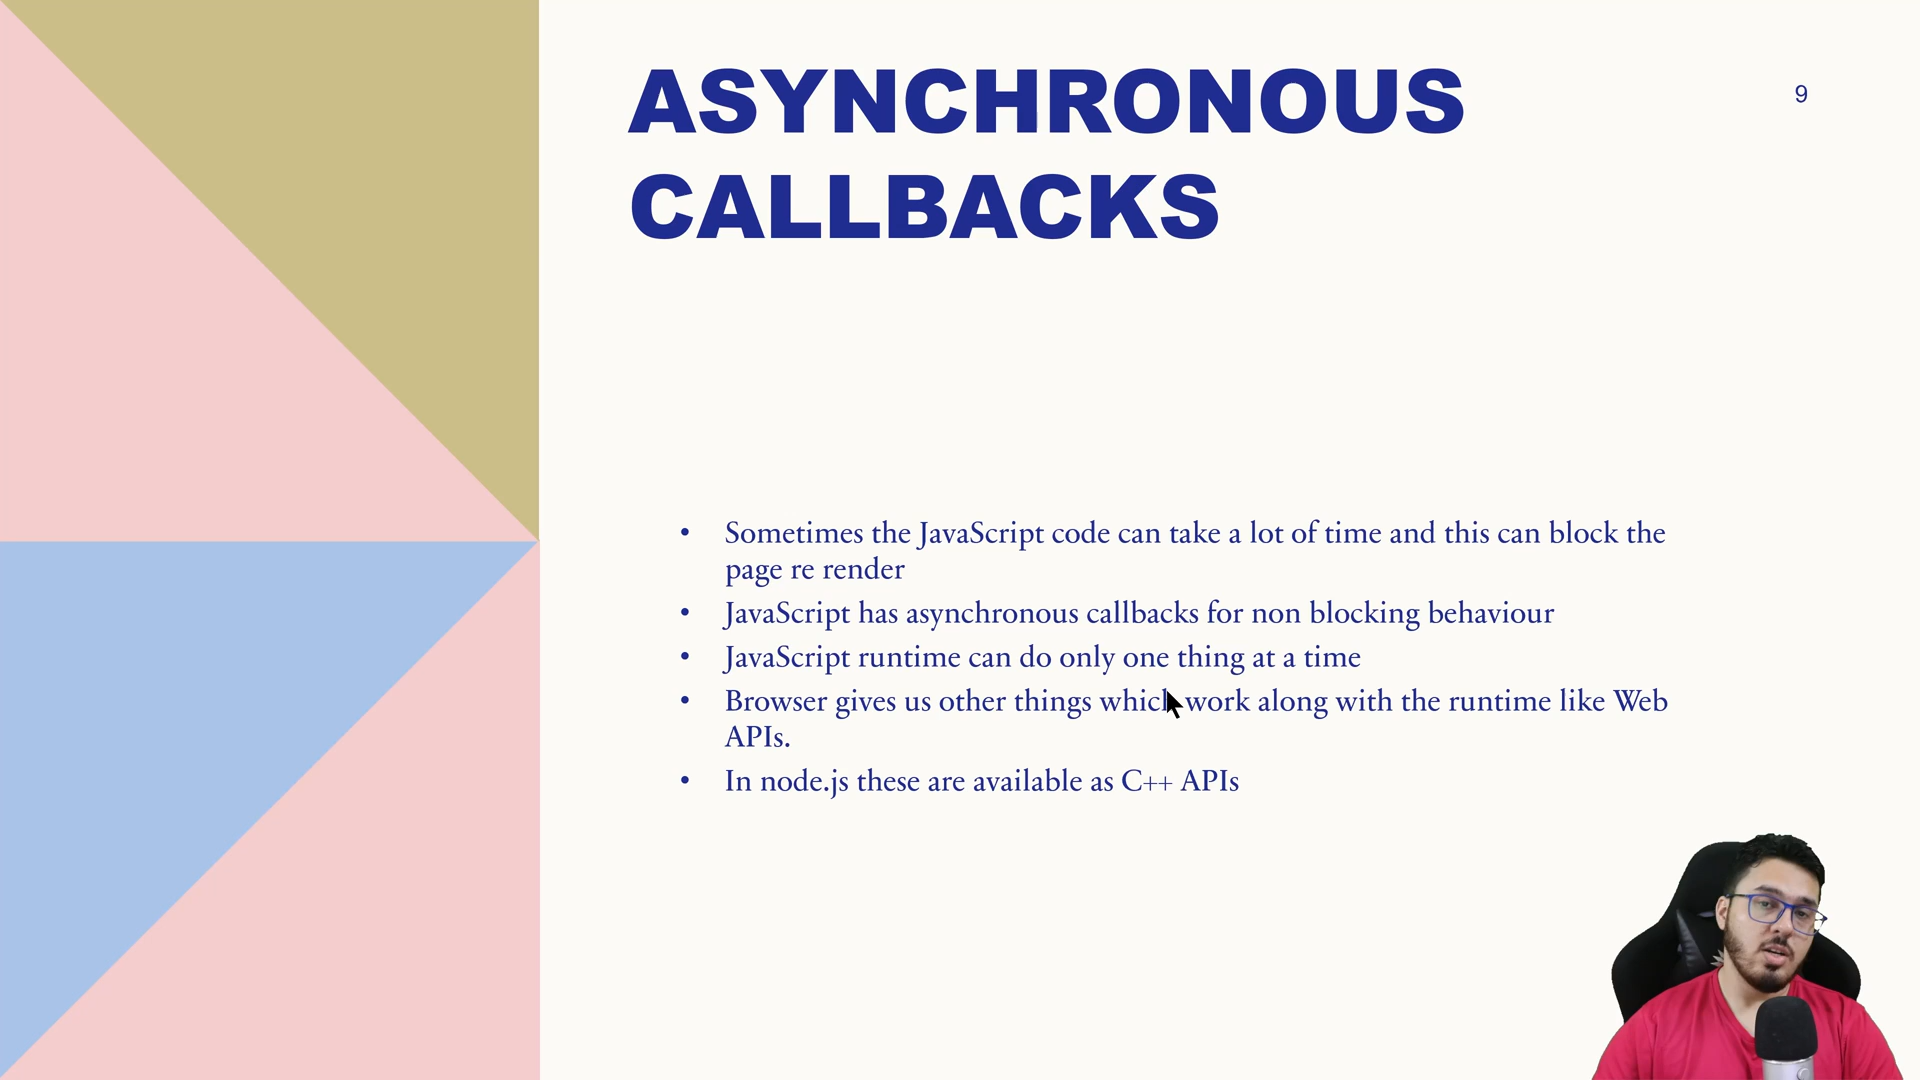 ASYNCHRONOUS
CALLBACKS
9
• Sometimes the JavaScript code can take a lot of time and this can block the
page re render
• JavaScript has asynchronous callbacks for non blocking behaviour
• JavaScript runtime can do only one thing at a time
• Browser gives us other things which work along with the runtime like Web
APIs.
• In node.js these are available as C++ APIs